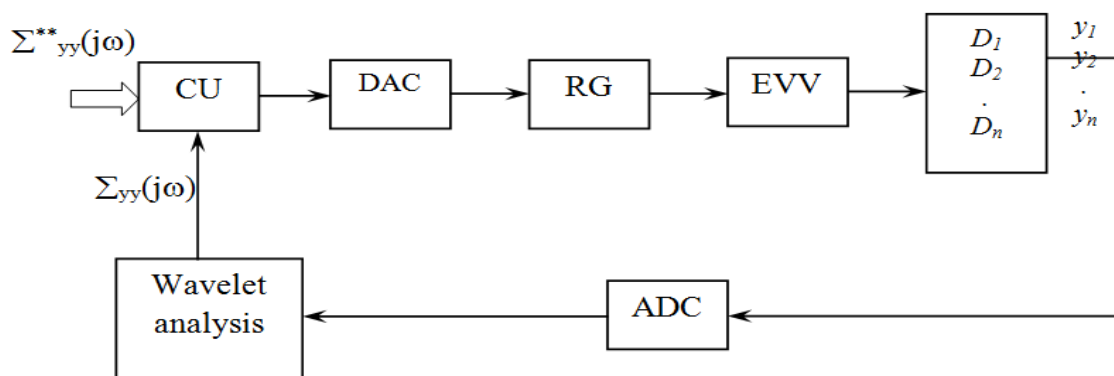 Σ**yy(jω)
CU
DAC
RG
EVV
D1
D2
.
Dn
y1
y2
.
yn
Σyy(jω)
Wavelet
analysis
ADC